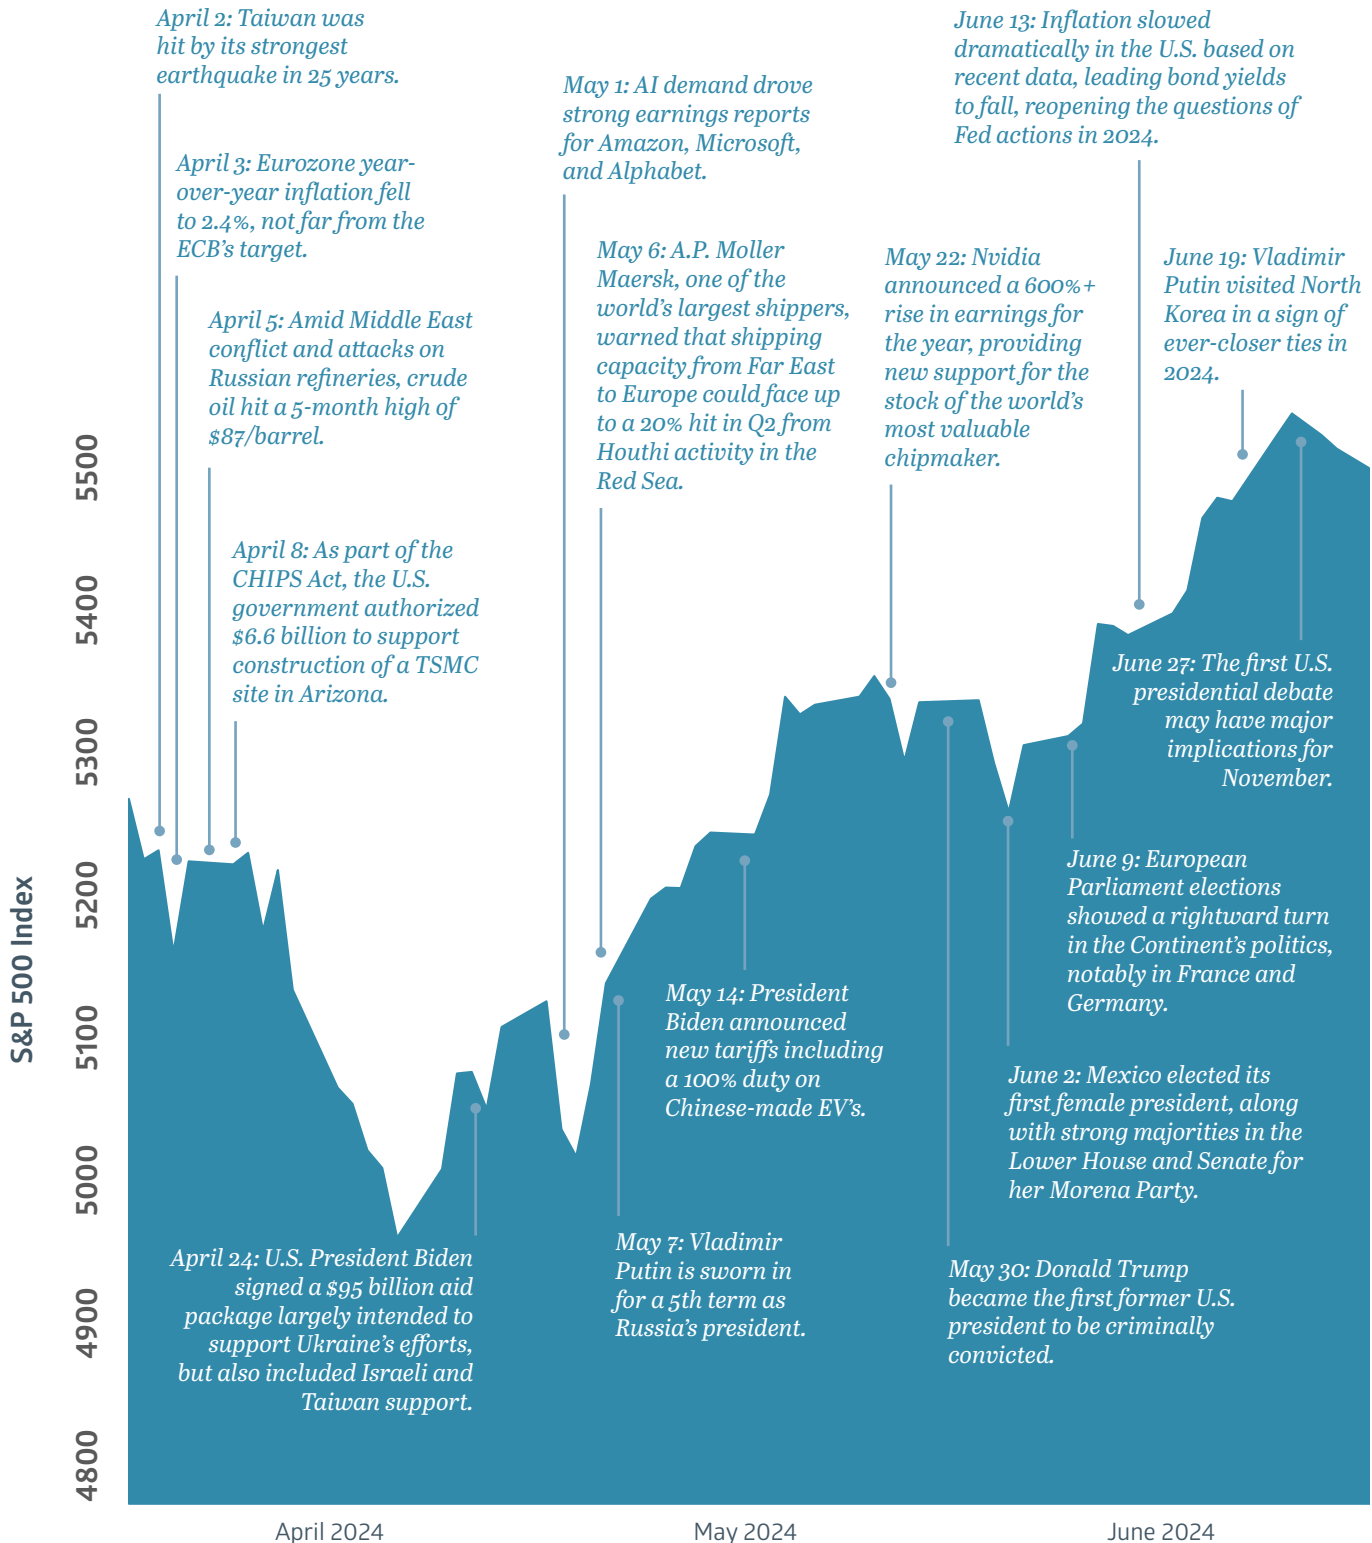 April 2: Taiwan was
hit by its strongest
earthquake in 25 years.
April 3: Eurozone year-
over-year inflation fell
to 2.4%, not far from the
ECB’s target.
April 5: Amid Middle East
conflict and attacks on
Russian refineries, crude
oil hit a 5-month high of
$87/barrel.
April 8: As part of the
CHIPS Act, the U.S.
government authorized
$6.6 billion to support
construction of a TSMC
site in Arizona.
April 24: U.S. President Biden
signed a $95 billion aid
package largely intended to
support Ukraine’s efforts,
but also included Israeli and
Taiwan support.
May 1: AI demand drove
strong earnings reports
for Amazon, Microsoft,
and Alphabet.
May 6: A.P. Moller
Maersk, one of the
world’s largest shippers,
warned that shipping
capacity from Far East
to Europe could face up
to a 20% hit in Q2 from
Houthi activity in the
Red Sea.
May 7: Vladimir
Putin is sworn in
for a 5th term as
Russia’s president.
May 14: President
Biden announced
new tariffs including
a 100% duty on
Chinese-made EV’s.
May 22: Nvidia
announced a 600%+
rise in earnings for
the year, providing
new support for the
stock of the world’s
most valuable
chipmaker.
May 30: Donald Trump
became the first former U.S.
president to be criminally
convicted.
June 2: Mexico elected its
first female president, along
with strong majorities in the
Lower House and Senate for
her Morena Party.
June 9: European
Parliament elections
showed a rightward turn
in the Continent’s politics,
notably in France and
Germany.
June 13: Inflation slowed
dramatically in the U.S. based on
recent data, leading bond yields
to fall, reopening the questions of
Fed actions in 2024.
June 19: Vladimir
Putin visited North
Korea in a sign of
ever-closer ties in
2024.
June 27: The first U.S.
presidential debate
may have major
implications for
November.
S&P 500 Index
5500
5400
5300
5200
5100
5000
4900
4800
April 2024
May 2024
June 2024